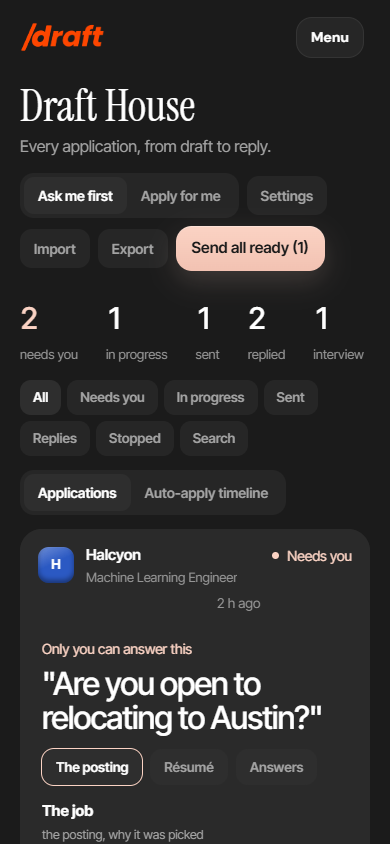 /draft
Menu
Draft House
Every application, from draft to reply.
Ask me first Apply for me Settings
Import Export Send all ready (1)
2 1 1 2 1
needs you in progress sent replied interview
All Needs you In progress Sent
Replies Stopped Search
Applications Auto-apply timeline
H Halcyon Needs you
Machine Learning Engineer
2 h ago
Only you can answer this
"Are you open to
relocating to Austin?"
The posting Résumé Answers
The job
the posting, why it was picked